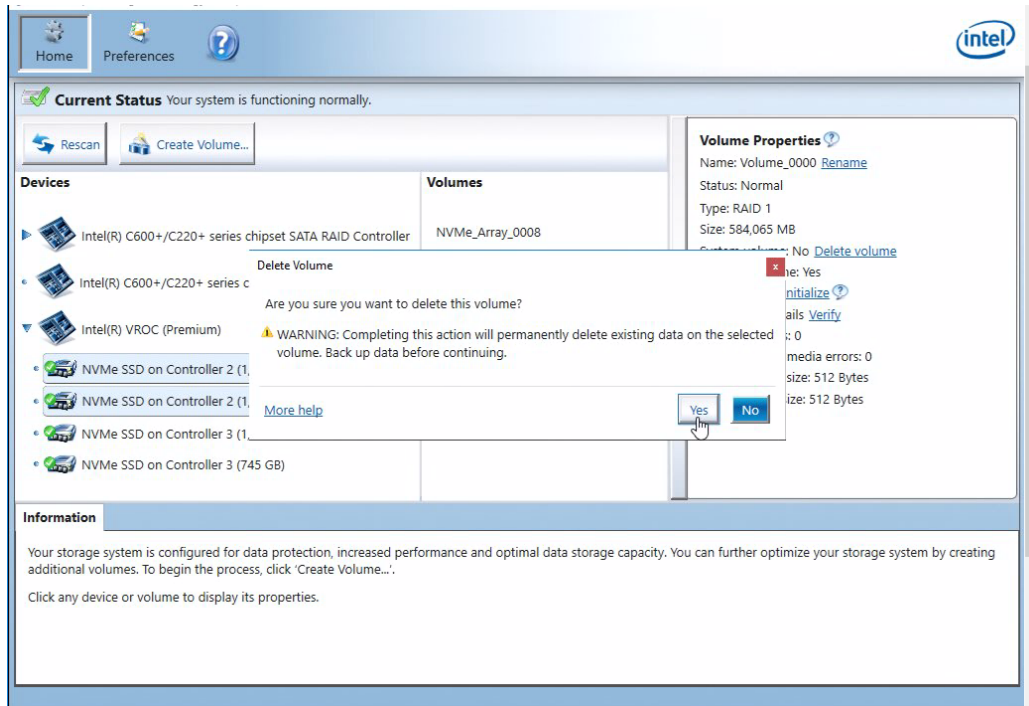 Home
Preferences
?
intel
Current Status Your system is functioning normally.
Rescan
Create Volume...
Devices
Volumes
Intel(R) C600+/C220+ series chipset SATA RAID Controller
NVMe_Array_0008
Intel(R) C600+/C220+ series c
Intel(R) VROC (Premium)
NVMe SSD on Controller 2 (1,
NVMe SSD on Controller 2 (1,
NVMe SSD on Controller 3 (1,
NVMe SSD on Controller 3 (745 GB)
Delete Volume
x
Are you sure you want to delete this volume?
WARNING: Completing this action will permanently delete existing data on the selected
volume. Back up data before continuing.
More help
Yes
No
Volume Properties
Name: Volume_0000 Rename
Status: Normal
Type: RAID 1
Size: 584,065 MB
: No Delete volume
ne: Yes
nitialize
ails Verify
s: 0
media errors: 0
size: 512 Bytes
ize: 512 Bytes
Information
Your storage system is configured for data protection, increased performance and optimal data storage capacity. You can further optimize your storage system by creating
additional volumes. To begin the process, click 'Create Volume...'.
Click any device or volume to display its properties.